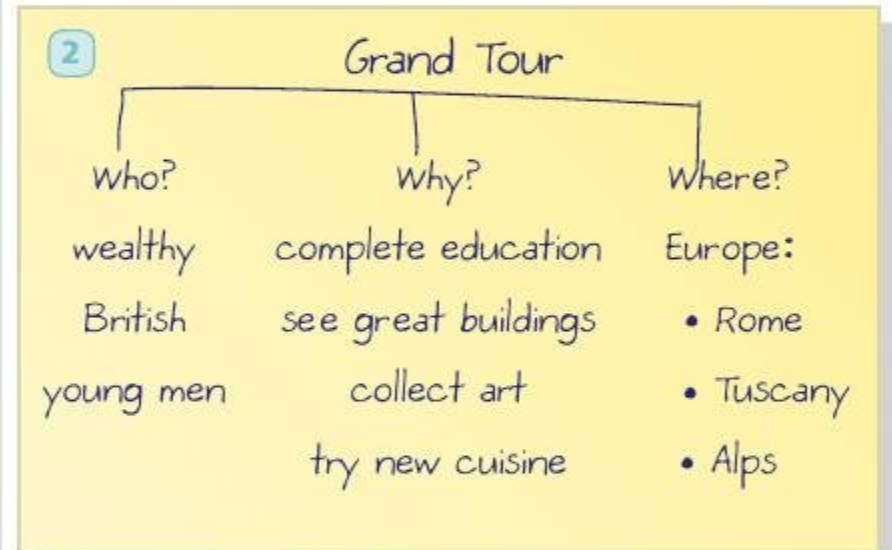 2
Grand Tour
Who?
wealthy
British
young men
Why?
complete education
see great buildings
collect art
try new cuisine
Where?
Europe:
• Rome
• Tuscany
• Alps